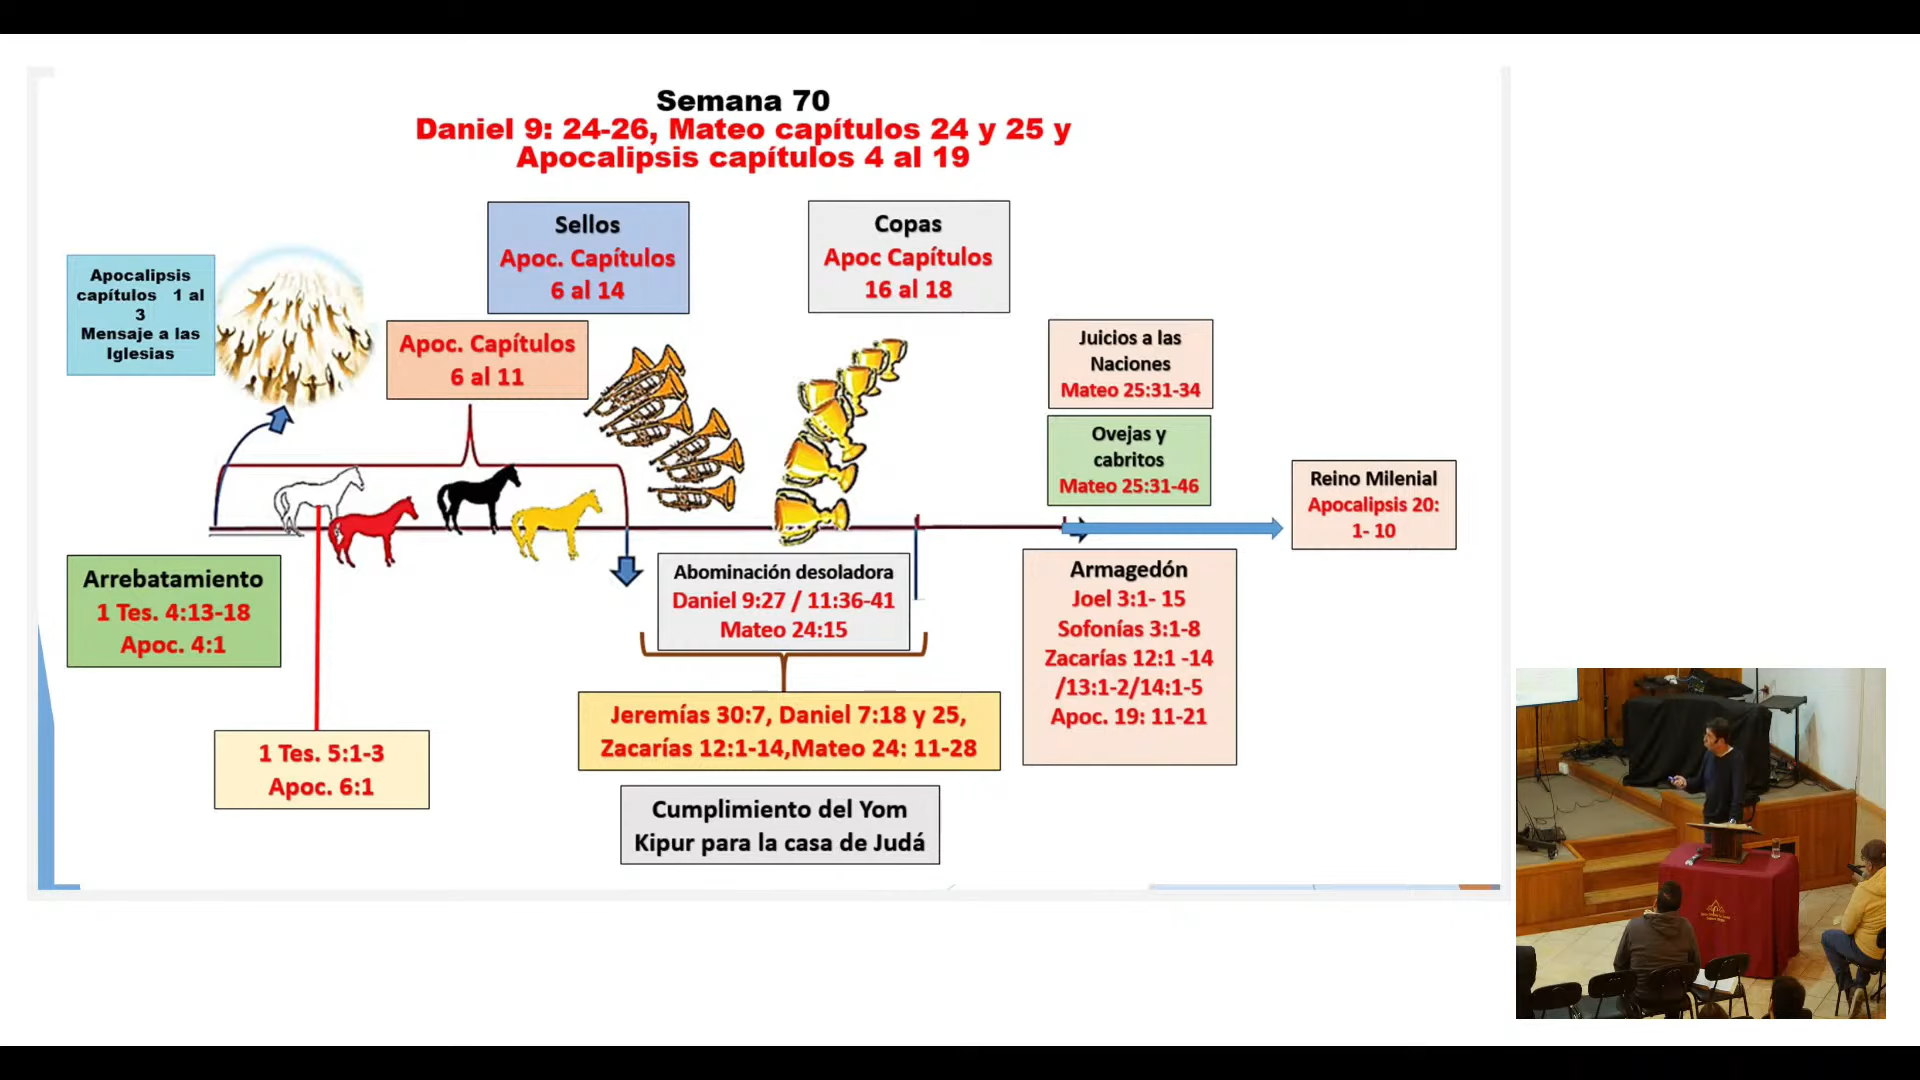 Semana 70
Daniel 9: 24-26, Mateo capítulos 24 y 25 y
Apocalipsis capítulos 4 al 19
Apocalipsis
capítulos 1 al
3
Mensaje a las
Iglesias
Sellos
Apoc. Capítulos
6 al 14
Copas
Apoc Capítulos
16 al 18
Apoc. Capítulos
6 al 11
Juicios a las
Naciones
Mateo 25:31-34
Ovejas y
cabritos
Mateo 25:31-46
Reino Milenial
Apocalipsis 20:
1- 10
Arrebatamiento
1 Tes. 4:13-18
Apoc. 4:1
Abominación desoladora
Daniel 9:27 / 11:36-41
Mateo 24:15
Armagedón
Joel 3:1- 15
Sofonías 3:1-8
Zacarías 12:1 -14
/13:1-2/14:1-5
Apoc. 19: 11-21
1 Tes. 5:1-3
Apoc. 6:1
Jeremías 30:7, Daniel 7:18 y 25,
Zacarías 12:1-14,Mateo 24: 11-28
Cumplimiento del Yom
Kipur para la casa de Judá